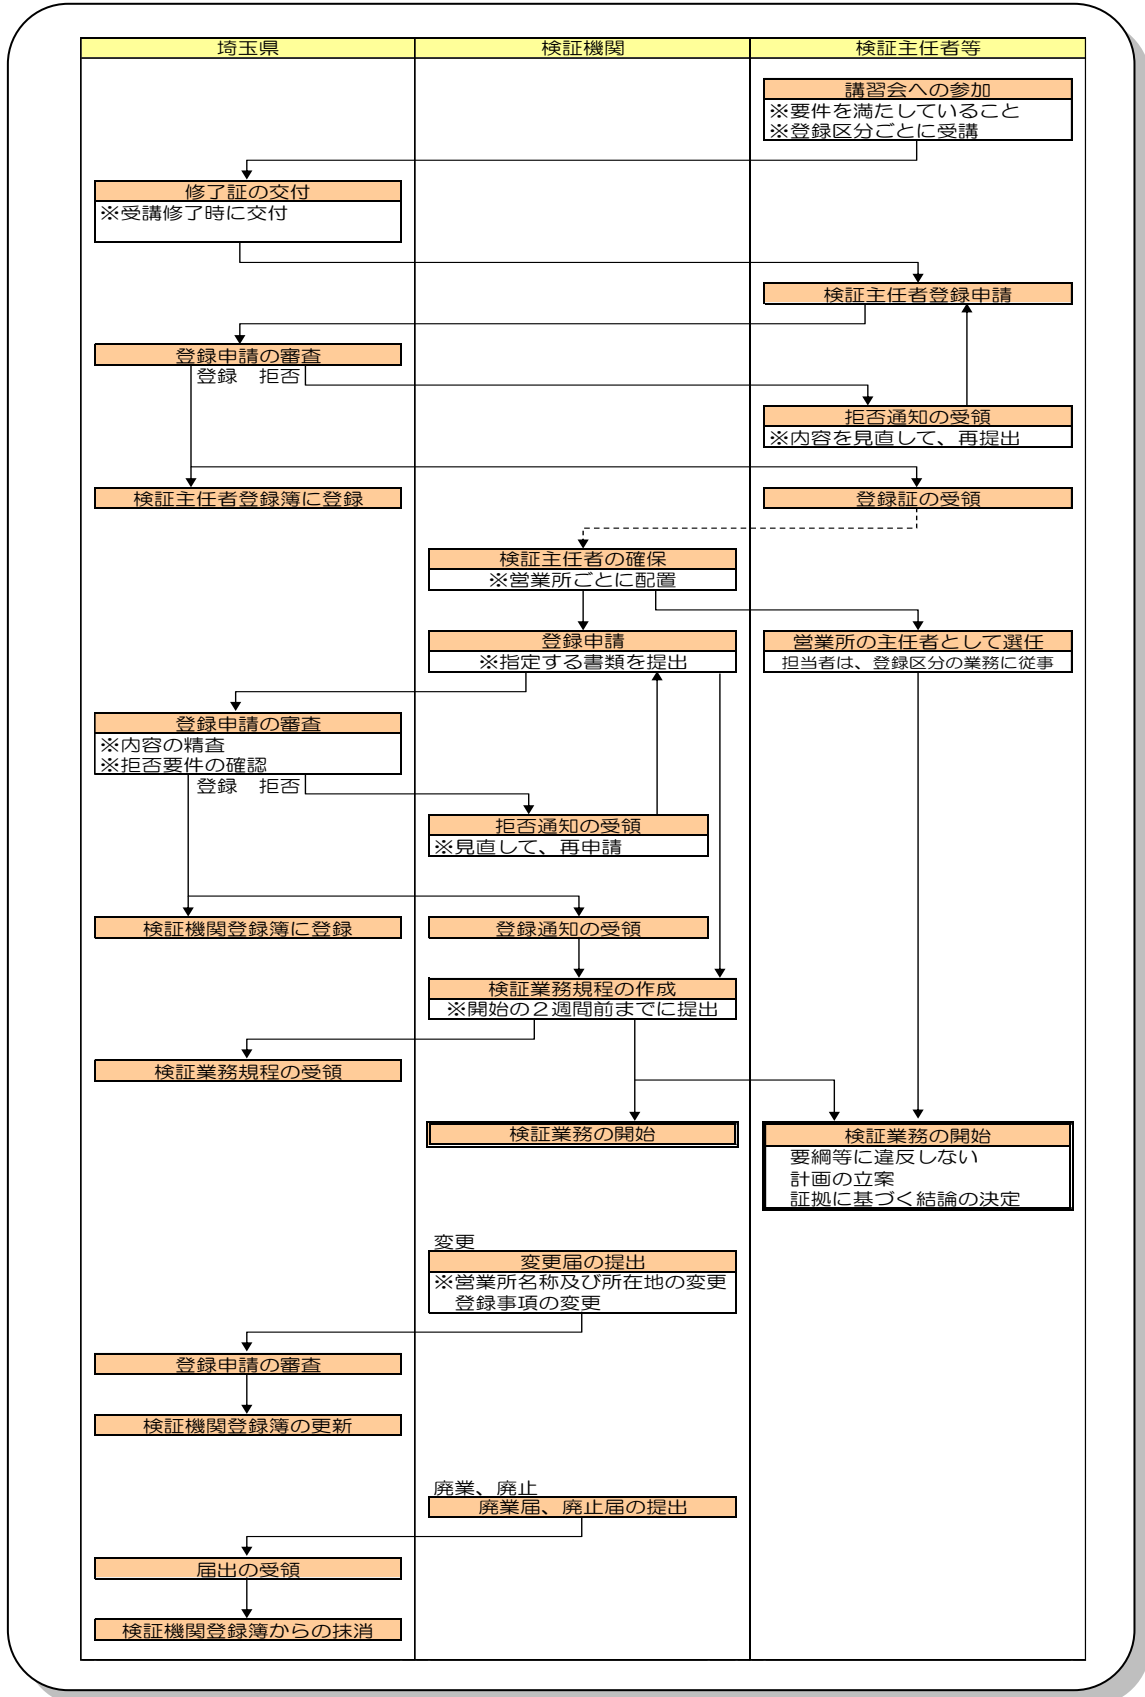 埼玉県
検証機関
検証主任者等
講習会への参加
※要件を満たしていること
※登録区分ごとに受講
修了証の交付
※受講修了時に交付
検証主任者登録申請
登録申請の審査
登録　拒否
拒否通知の受領
※内容を見直して、再提出
検証主任者登録簿に登録
登録証の受領
検証主任者の確保
※営業所ごとに配置
登録申請
※指定する書類を提出
営業所の主任者として選任
担当者は、登録区分の業務に従事
登録申請の審査
※内容の精査
※拒否要件の確認
登録　拒否
拒否通知の受領
※見直して、再申請
検証機関登録簿に登録
登録通知の受領
検証業務規程の作成
※開始の２週間前までに提出
検証業務規程の受領
検証業務の開始
検証業務の開始
要綱等に違反しない
計画の立案
証拠に基づく結論の決定
変更
変更届の提出
※営業所名称及び所在地の変更
登録事項の変更
登録申請の審査
検証機関登録簿の更新
廃業、廃止
廃業届、廃止届の提出
届出の受領
検証機関登録簿からの抹消